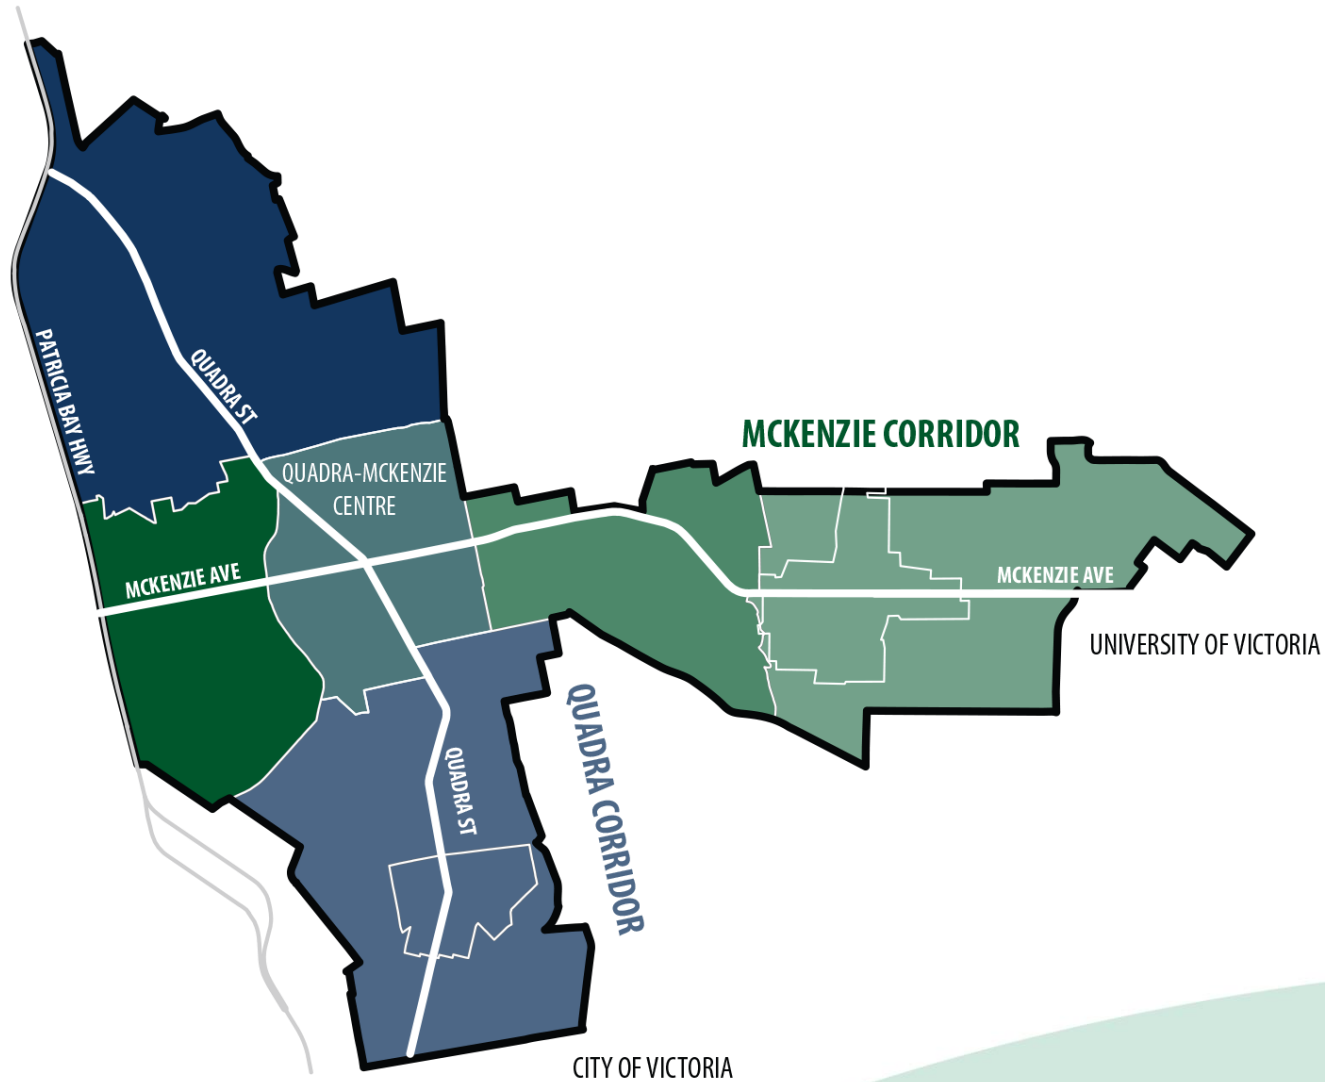 PATRICIA BAY HWY
QUADRA ST
QUADRA-MCKENZIE
CENTRE
MCKENZIE CORRIDOR
MCKENZIE AVE
MCKENZIE AVE
UNIVERSITY OF VICTORIA
QUADRA CORRIDOR
QUADRA ST
CITY OF VICTORIA